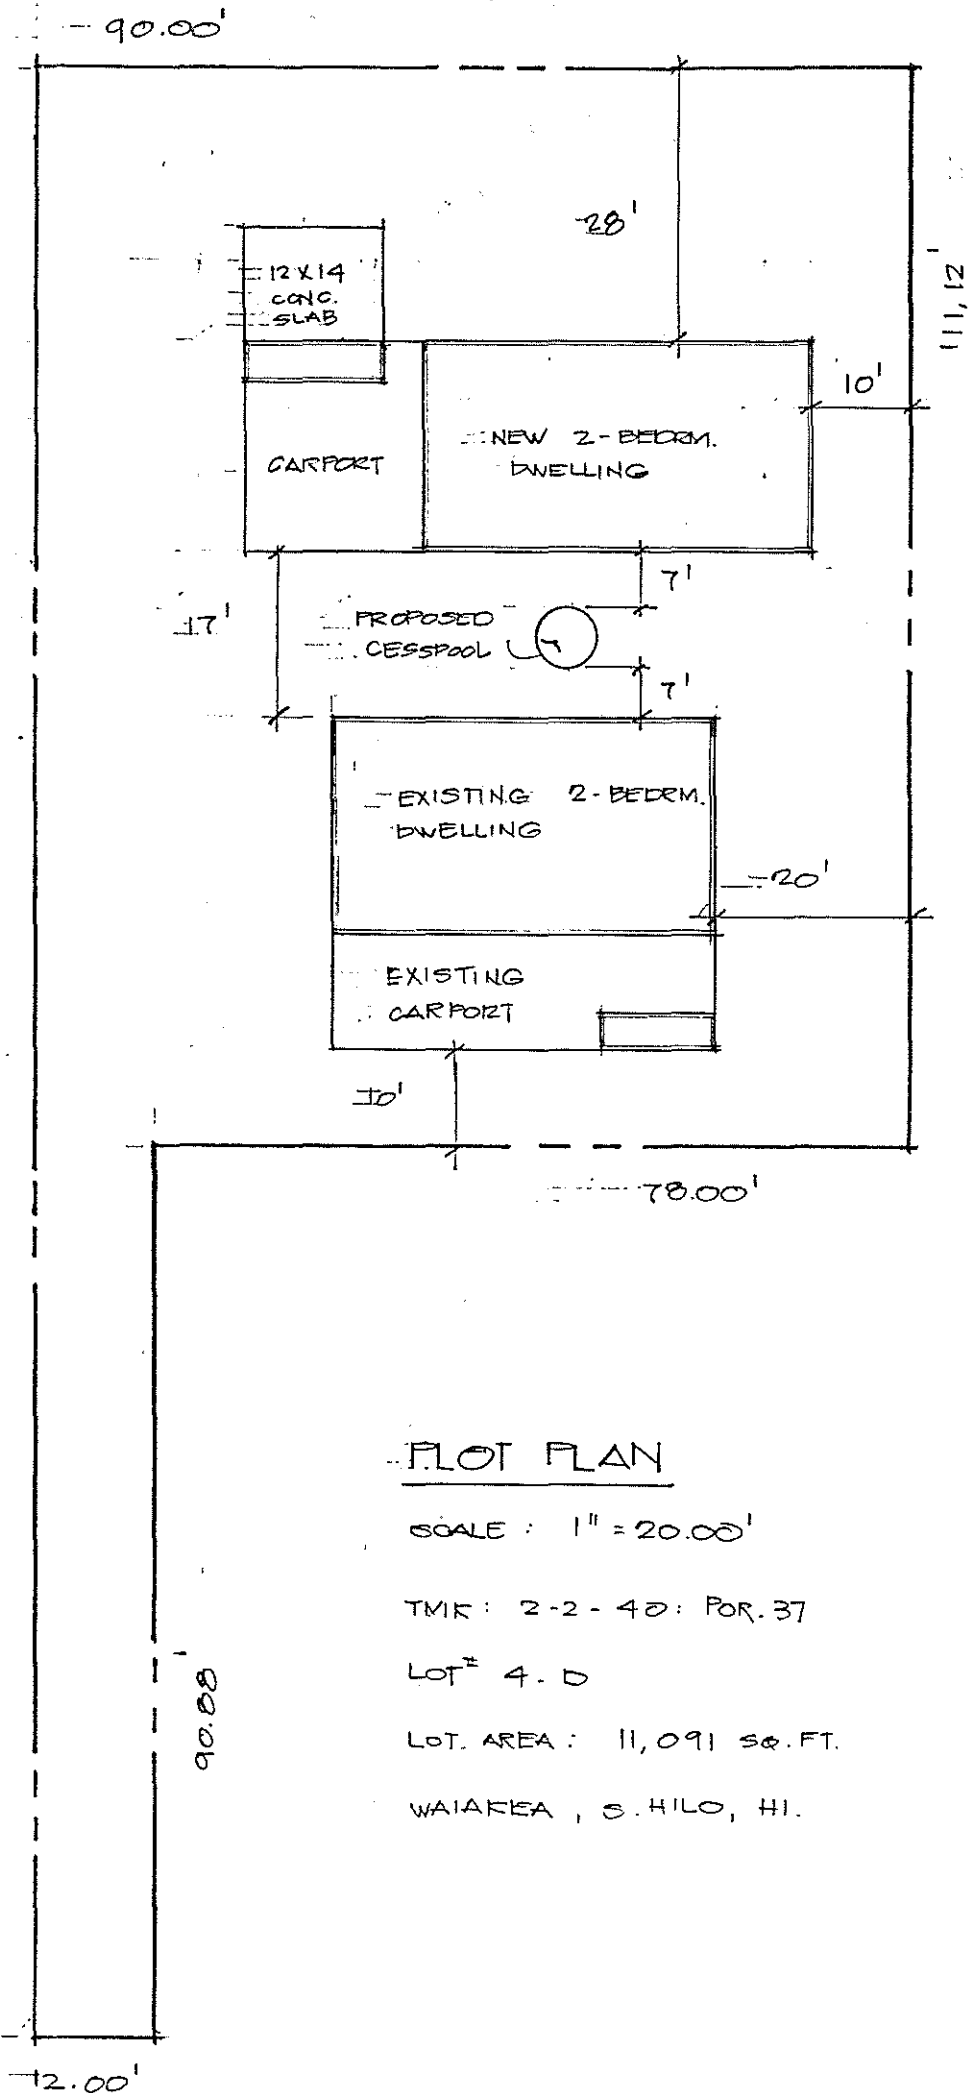 90.00'
28'
111.12'
12 X 14
CONC.
SLAB
10'
NEW 2-BEDRM.
DWELLING
CARPORT
7'
17'
PROPOSED
CESSPOOL
7'
EXISTING 2-BEDRM.
DWELLING
20'
EXISTING
CARPORT
10'
78.00'
PLOT PLAN
SCALE : 1" = 20.00'
TMK : 2-2-40: POR. 37
LOT # 4-D
90.88'
LOT. AREA : 11,091 SQ. FT.
WAIAKEA, S. HILO, HI.
12.00'